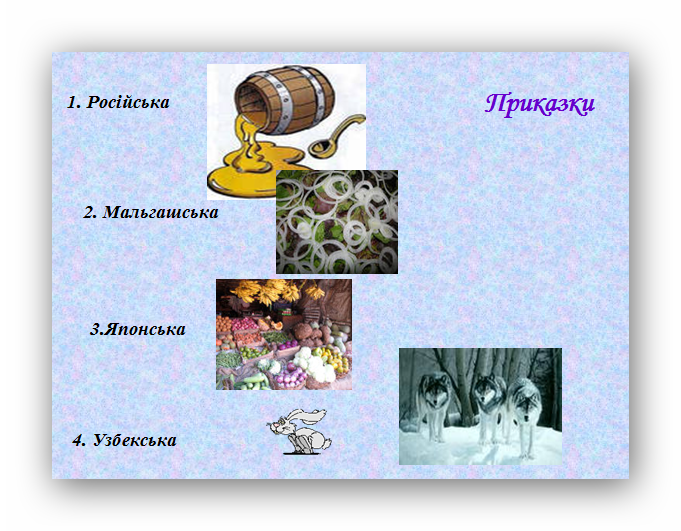 Приказки
1. Російська
2. Мальгашська
3.Японська
4. Узбекська